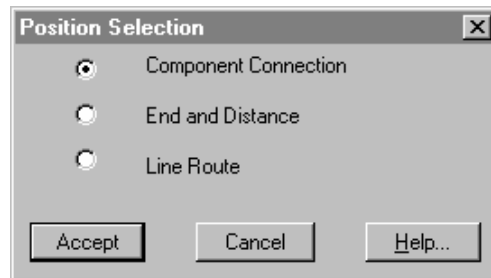 Position Selection
Component Connection
End and Distance
Line Route
Accept Cancel Help...